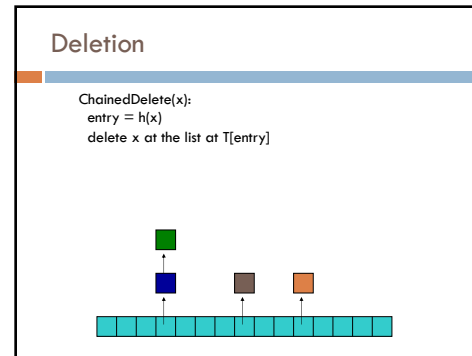 Deletion
ChainedDelete(x):
entry = h(x)
delete x at the list at T[entry]